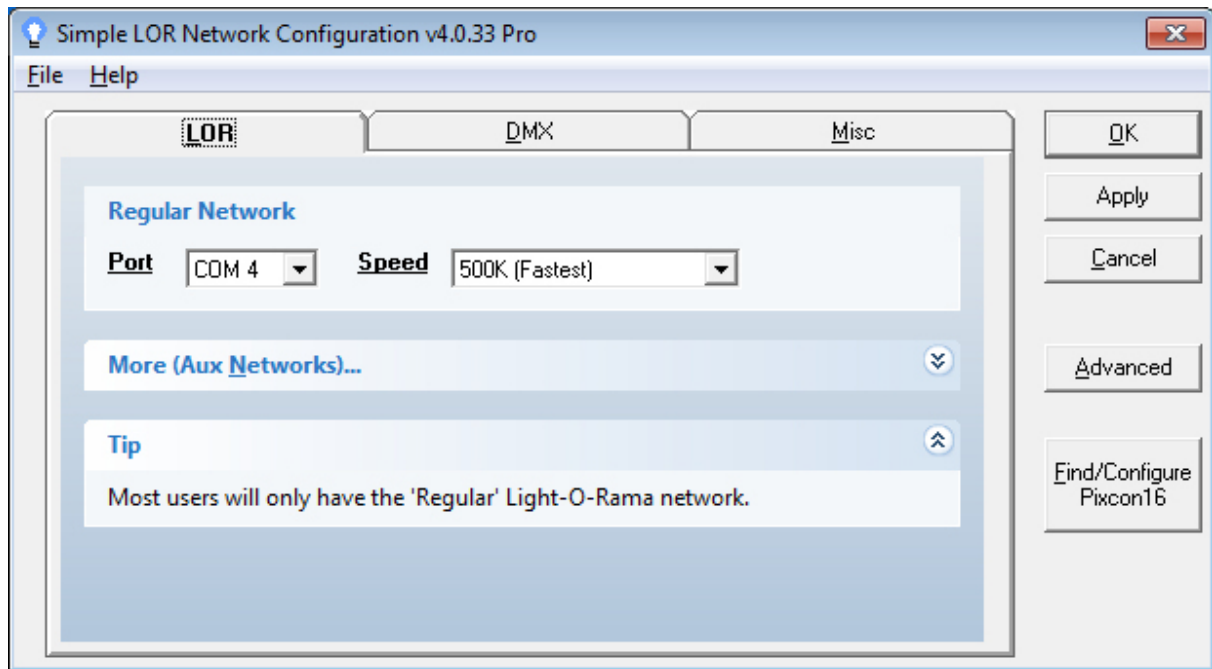 Simple LOR Network Configuration v4.0.33 Pro
File Help
LOR DMX Misc
OK
Regular Network
Apply
Port COM 4 Speed 500K (Fastest)
Cancel
More (Aux Networks)...
Advanced
Tip
Most users will only have the 'Regular' Light-O-Rama network.
Find/Configure
Pixcon16